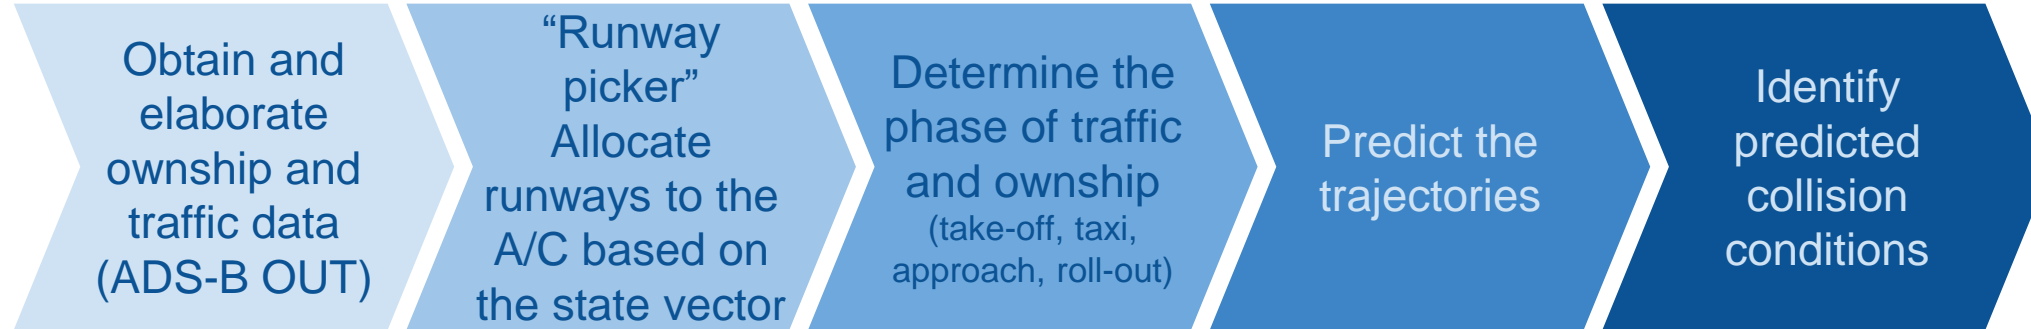 Obtain and
elaborate
ownship and
traffic data
(ADS-B OUT)
“Runway
picker”
Allocate
runways to the
A/C based on
the state vector
Determine the
phase of traffic
and ownship
(take-off, taxi,
approach, roll-out)
Predict the
trajectories
Identify
predicted
collision
conditions